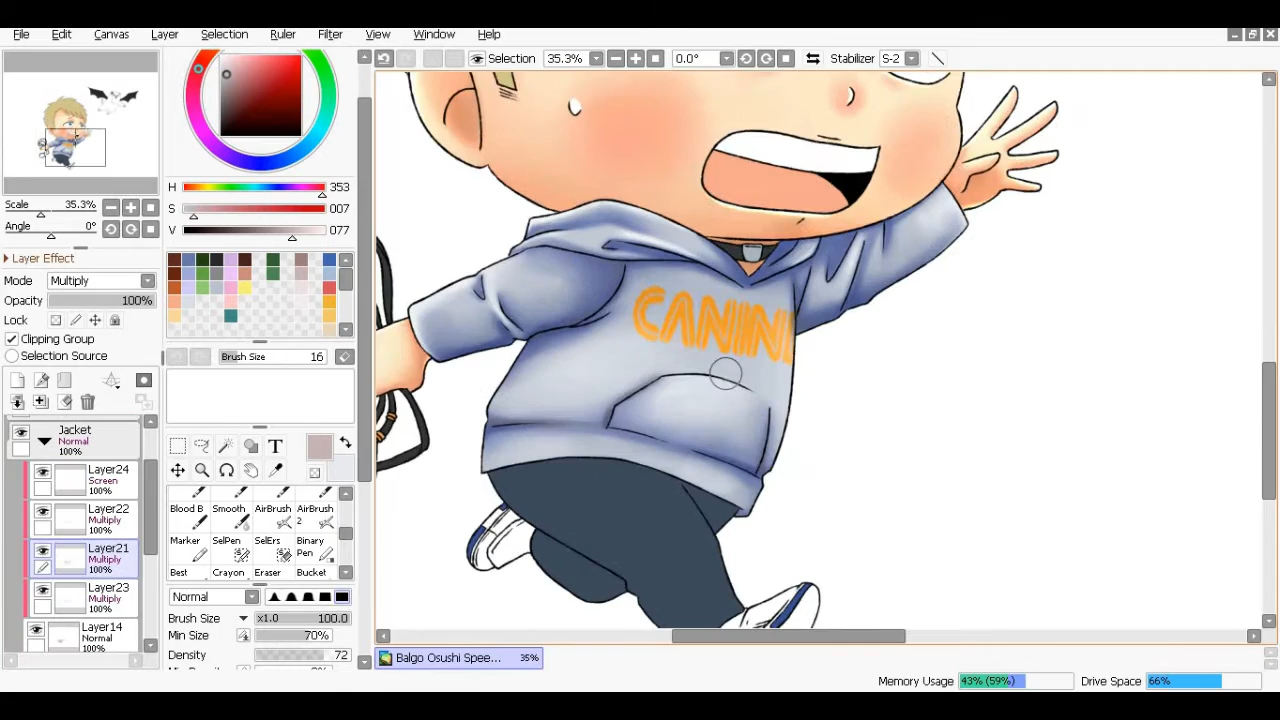 File Edit Canvas Layer Selection Ruler Filter View Window Help
Selection 35.3% 0.0° Stabilizer S-2
Scale 35.3%
Angle 0°
Layer Effect
Mode Multiply
Opacity 100%
Lock
Clipping Group
Selection Source
H 353
S 007
V 077
Brush Size 16
Jacket
Normal
100%
Layer24
Screen
100%
Layer22
Multiply
100%
Layer21
Multiply
100%
Layer23
Multiply
100%
Layer14
Normal
100%
T
Blood B Smooth AirBrush AirBrush 2
Marker SelPen SelErs Binary Pen
Best Crayon Eraser Bucket
Normal
Brush Size x1.0 100.0
Min Size 70%
Density 72
CANIN
Balgo Osushi Spee... 35%
Memory Usage 43% (59%) Drive Space 66%